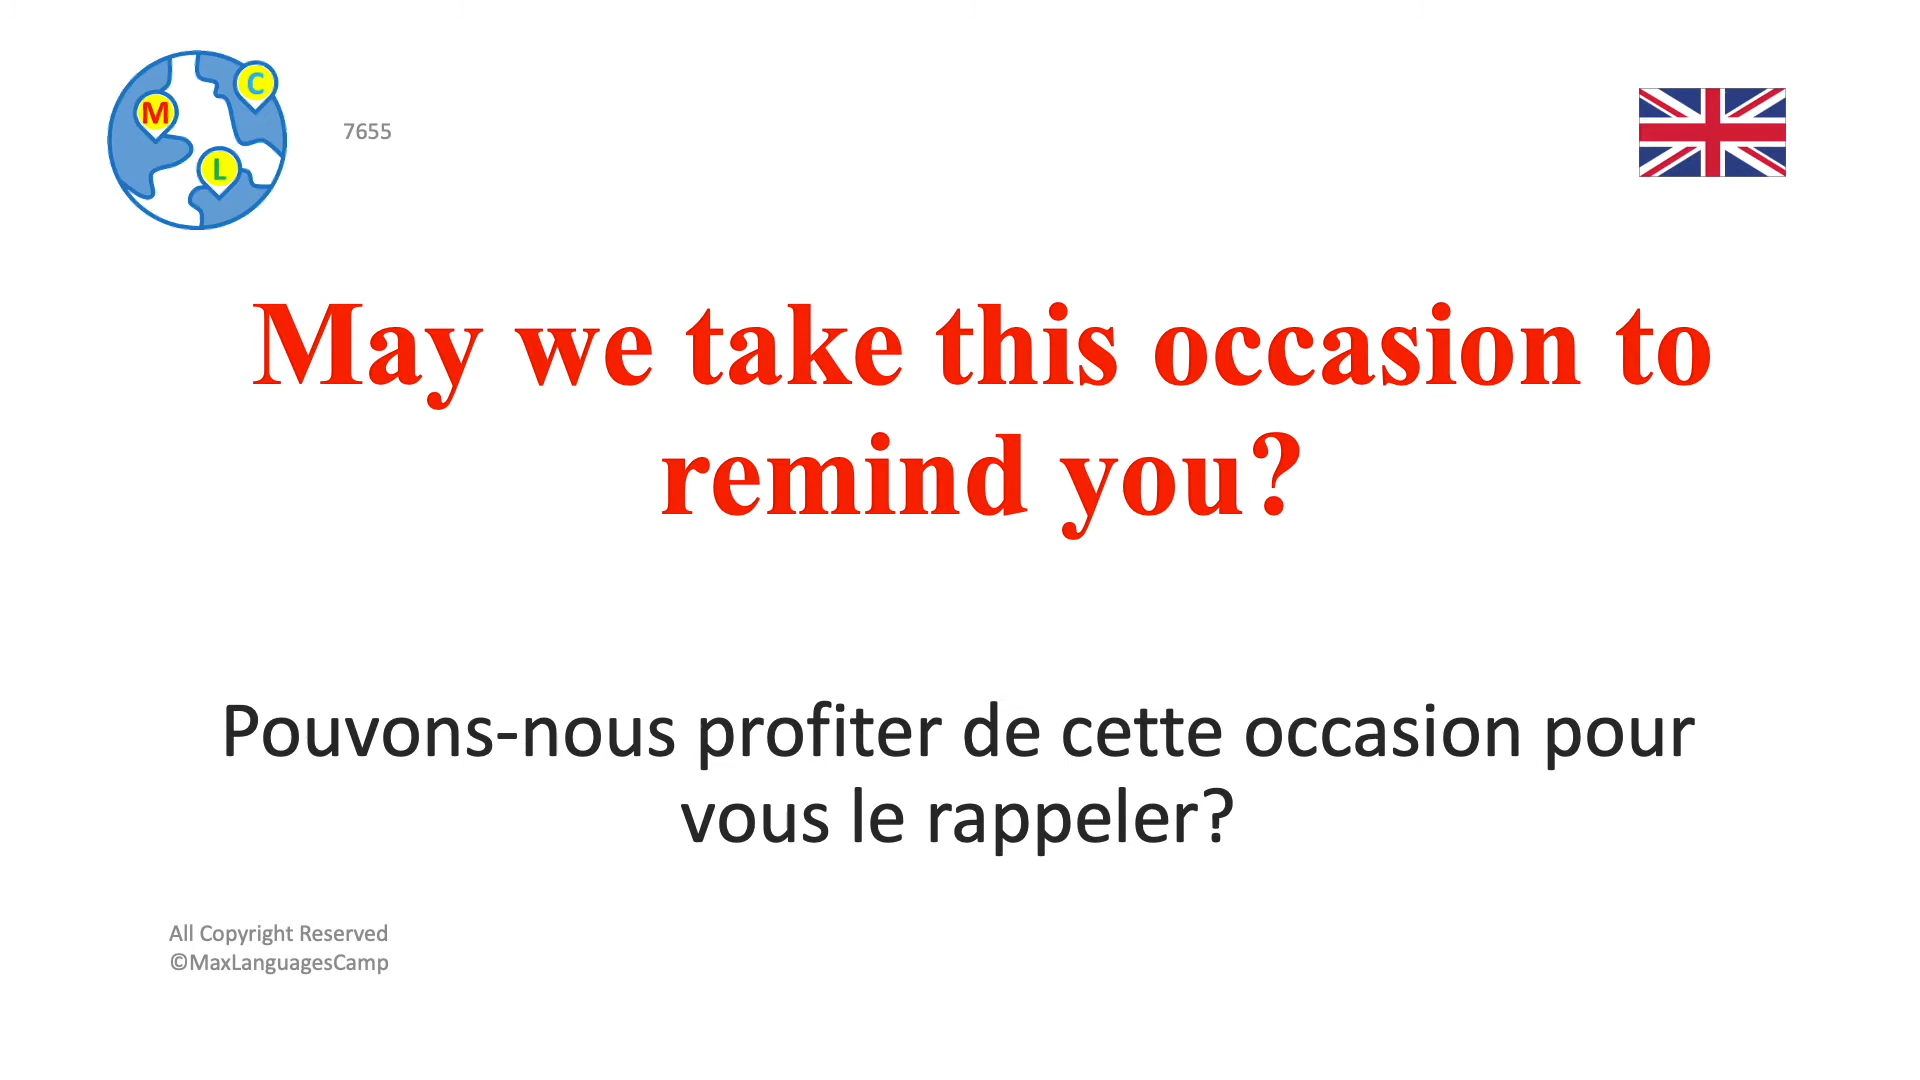 M
C
L
7655
May we take this occasion to
remind you?
Pouvons-nous profiter de cette occasion pour
vous le rappeler?
All Copyright Reserved
©MaxLanguagesCamp